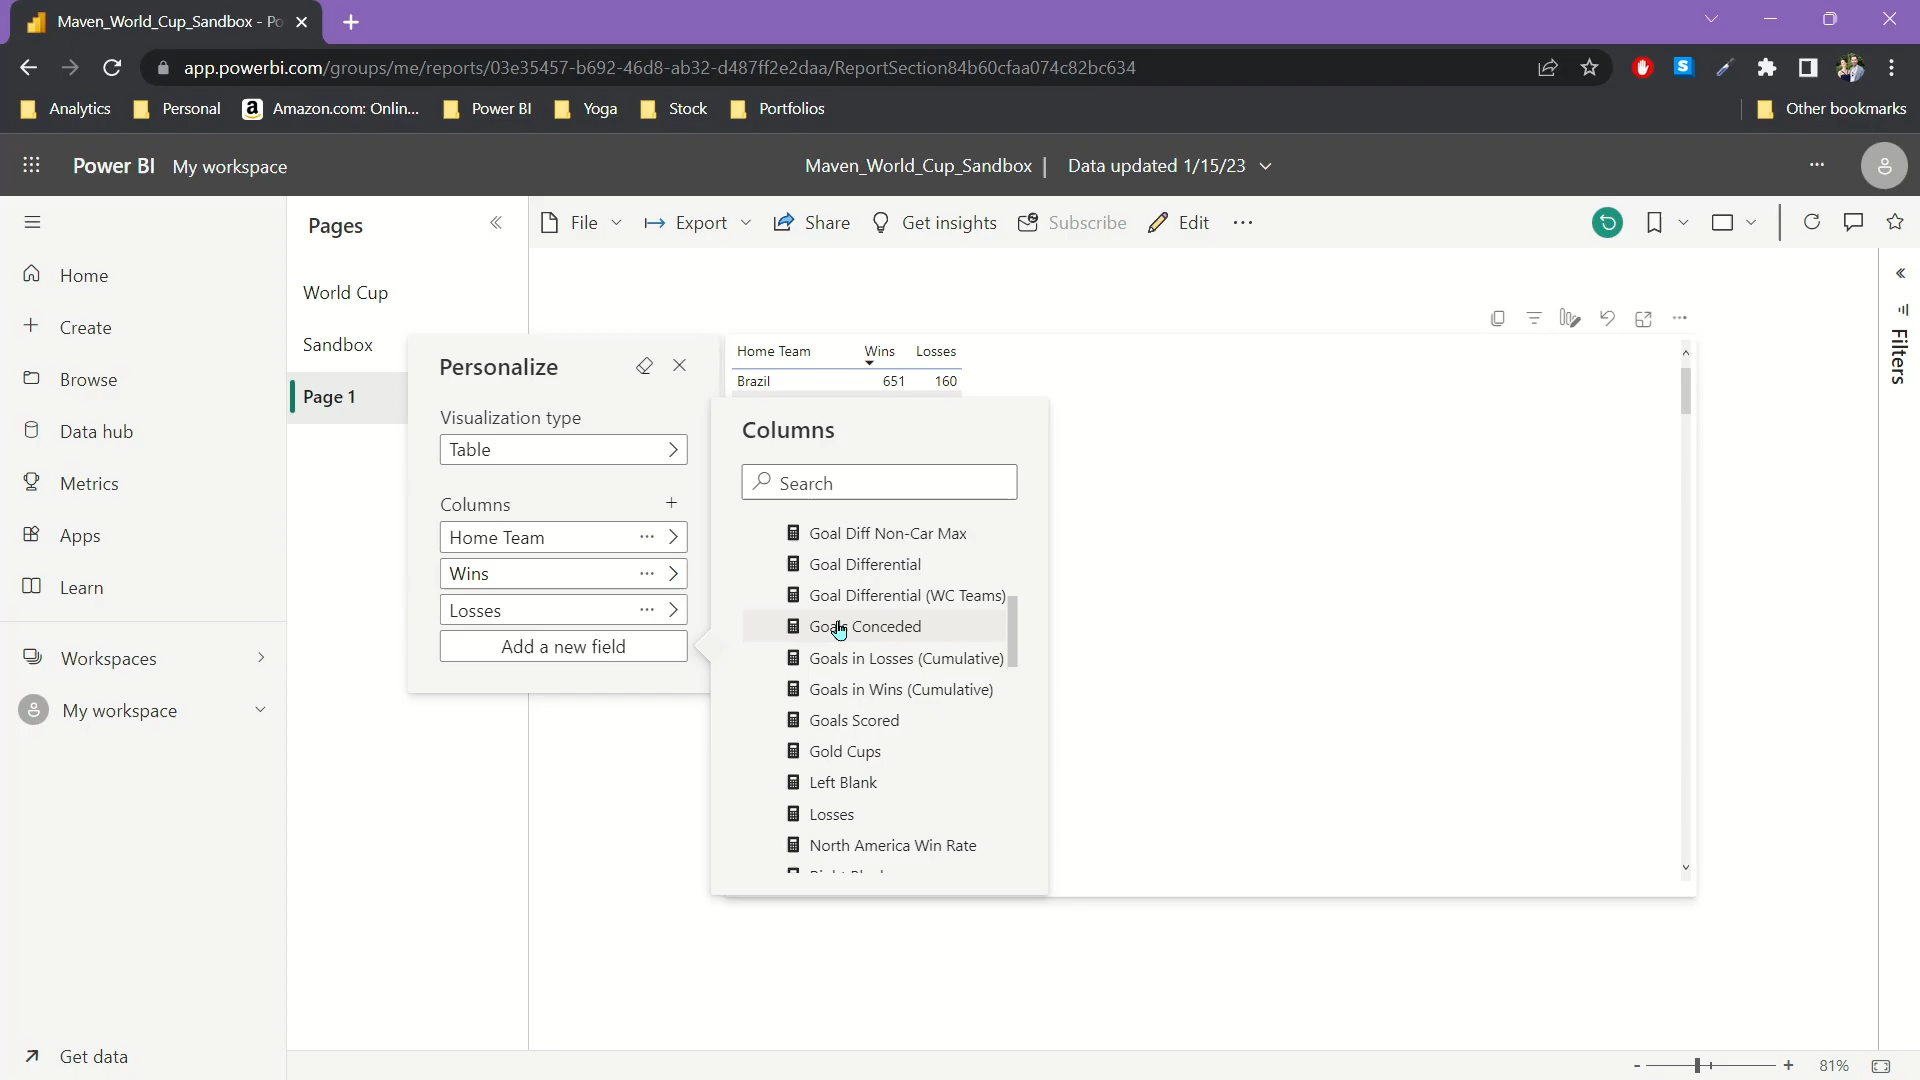 Maven_World_Cup_Sandbox - Po
app.powerbi.com/groups/me/reports/03e35457-b692-46d8-ab32-d487ff2e2daa/ReportSection84b60cfaa074c82bc634
Analytics Personal Amazon.com: Onlin... Power BI Yoga Stock Portfolios Other bookmarks
Power BI My workspace Maven_World_Cup_Sandbox | Data updated 1/15/23
Pages
File Export Share Get insights Subscribe Edit
Home
Create
Browse
Data hub
Metrics
Apps
Learn
Workspaces
My workspace
Get data
World Cup
Sandbox
Page 1
Personalize
Visualization type
Table
Columns
Home Team
Wins
Losses
Add a new field
Home Team Wins Losses
Brazil 651 160
Columns
Search
Goal Diff Non-Car Max
Goal Differential
Goal Differential (WC Teams)
Goals Conceded
Goals in Losses (Cumulative)
Goals in Wins (Cumulative)
Goals Scored
Gold Cups
Left Blank
Losses
North America Win Rate
Filters
81%